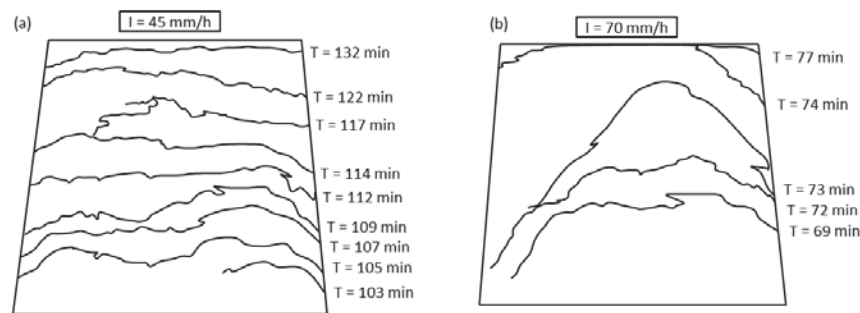 (a)
I = 45 mm/h
T = 132 min
T = 122 min
T = 117 min
T = 114 min
T = 112 min
T = 109 min
T = 107 min
T = 105 min
T = 103 min
(b)
I = 70 mm/h
T = 77 min
T = 74 min
T = 73 min
T = 72 min
T = 69 min